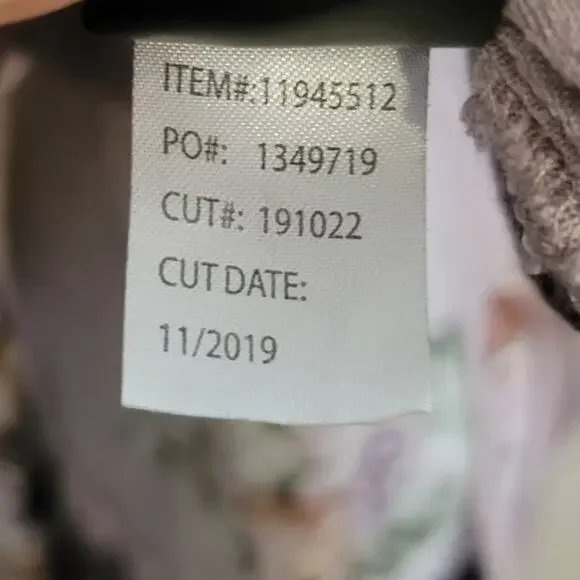 ITEM#:11945512
PO#: 1349719
CUT#: 191022
CUT DATE:
11/2019